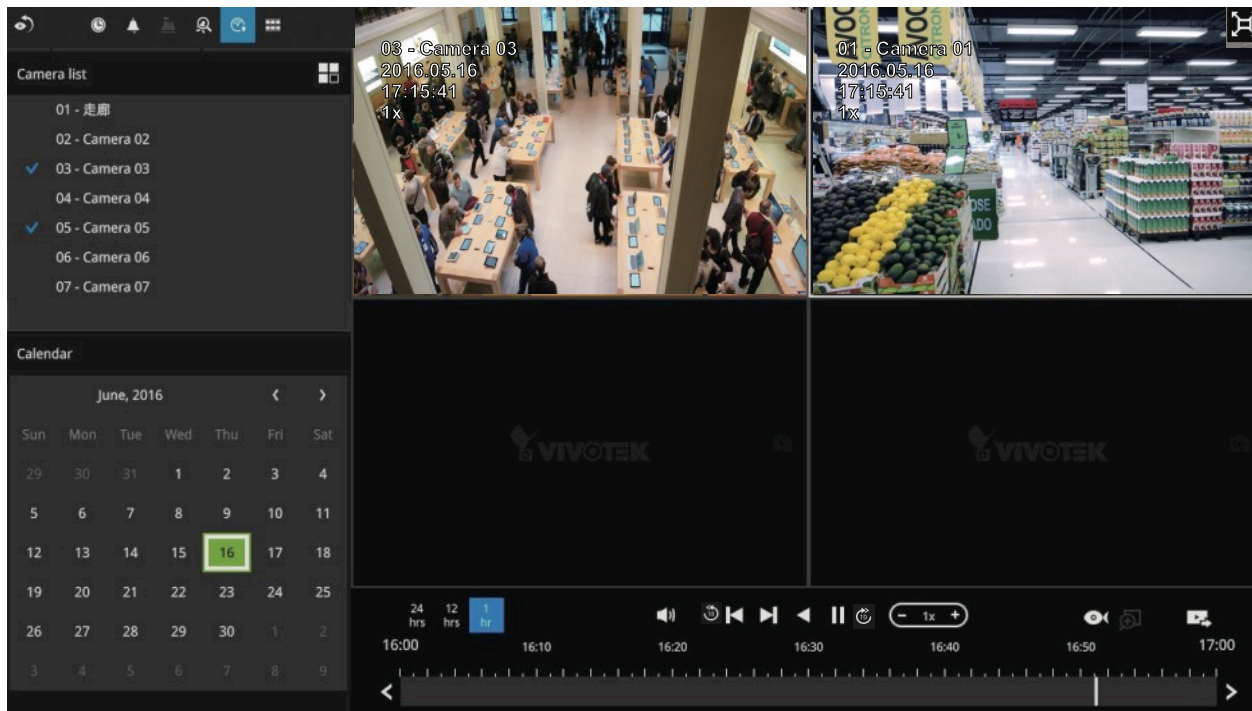 Camera list
01 - 走廊
02 - Camera 02
03 - Camera 03
04 - Camera 04
05 - Camera 05
06 - Camera 06
07 - Camera 07
Calendar
June, 2016
Sun Mon Tue Wed Thu Fri Sat
29 30 31 1 2 3 4
5 6 7 8 9 10 11
12 13 14 15 16 17 18
19 20 21 22 23 24 25
26 27 28 29 30 1 2
3 4 5 6 7 8 9
03 - Camera 03
2016.05.16
17:15:41
1x
01 - Camera 01
2016.05.16
17:15:41
1x
VIVOTEK
VIVOTEK
24 hrs
12 hrs
1 hr
10
10
1x
16:00 16:10 16:20 16:30 16:40 16:50 17:00